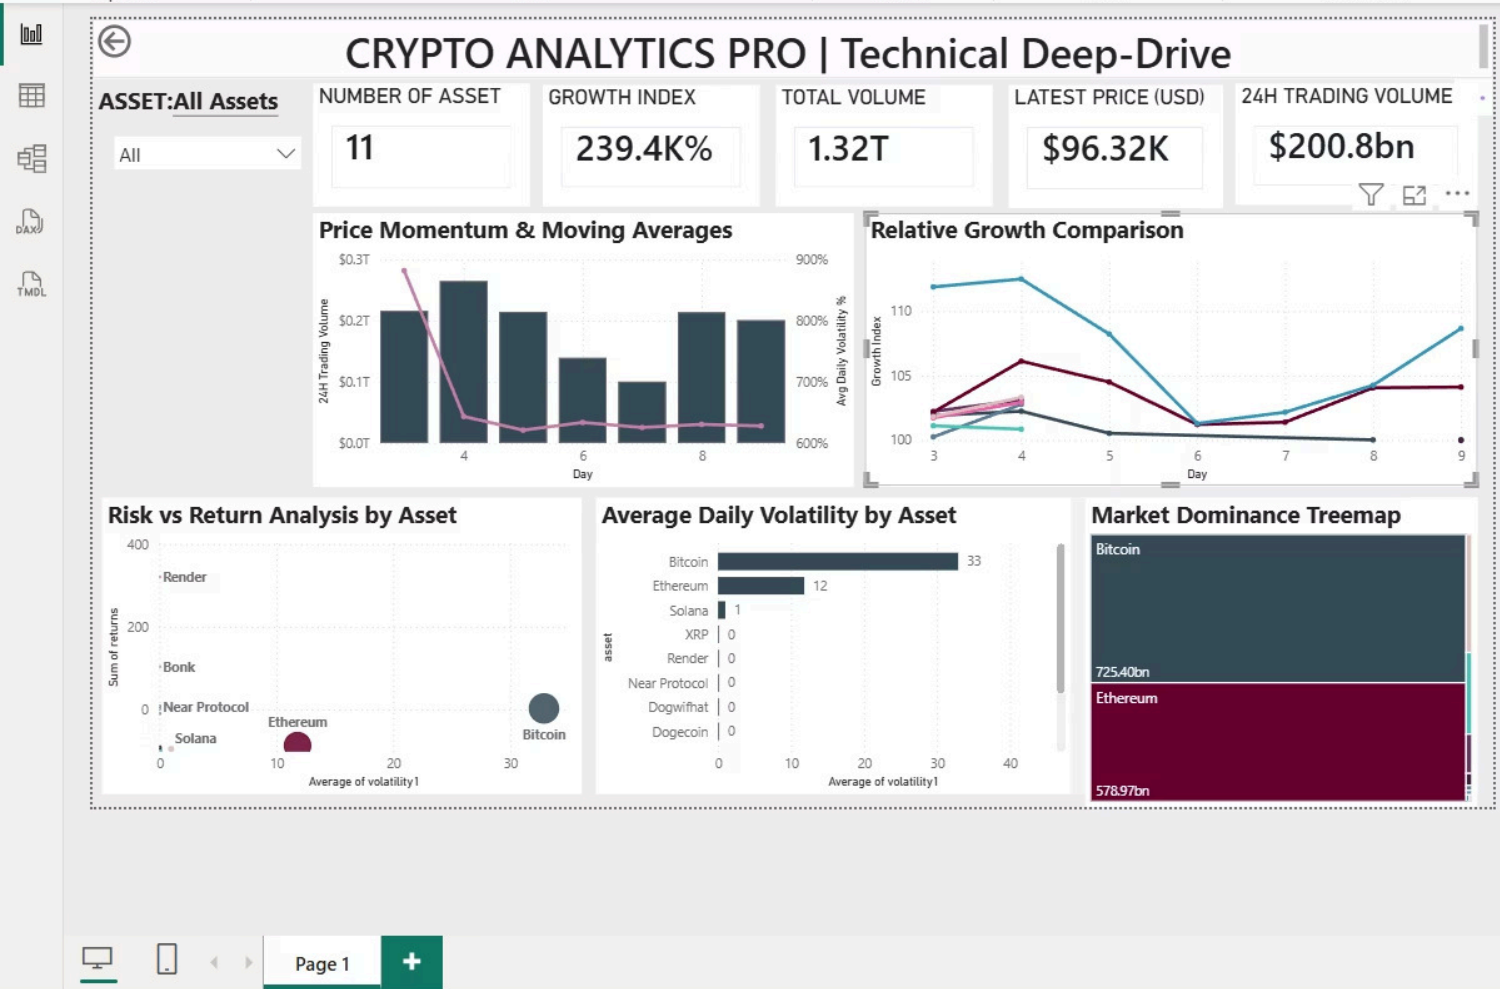 CRYPTO ANALYTICS PRO | Technical Deep-Drive
ASSET:All Assets
All
NUMBER OF ASSET
11
GROWTH INDEX
239.4K%
TOTAL VOLUME
1.32T
LATEST PRICE (USD)
$96.32K
24H TRADING VOLUME
$200.8bn
DAX
TMDL
Price Momentum & Moving Averages
24H Trading Volume
$0.3T
$0.2T
$0.1T
$0.0T
900%
800%
700%
600%
Avg Daily Volatility %
4 6 8
Day
Relative Growth Comparison
Growth Index
110
105
100
3 4 5 6 7 8 9
Day
Risk vs Return Analysis by Asset
Sum of returns
400
200
0
Render
Bonk
Near Protocol
Solana
Ethereum
Bitcoin
0 10 20 30
Average of volatility1
Average Daily Volatility by Asset
asset
Bitcoin 33
Ethereum 12
Solana 1
XRP 0
Render 0
Near Protocol 0
Dogwifhat 0
Dogecoin 0
0 10 20 30 40
Average of volatility1
Market Dominance Treemap
Bitcoin
725.40bn
Ethereum
578.97bn
Page 1